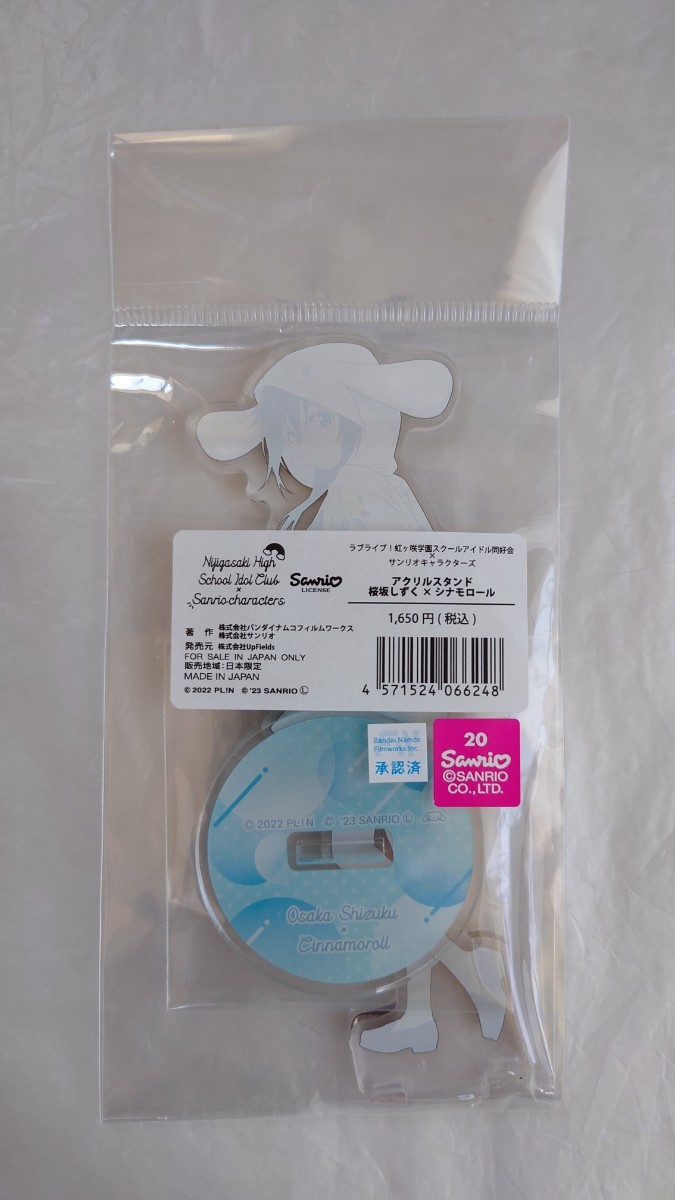 Nijigasaki High
School Idol Club
×
Sanrio characters
Sanrio
LICENSE
ラブライブ！虹ヶ咲学園スクールアイドル同好会
×
サンリオキャラクターズ
アクリルスタンド
桜坂しずく × シナモロール
1,650円(税込)
著 作 株式会社バンダイナムコフィルムワークス
株式会社サンリオ
発売元 株式会社UpFields
FOR SALE IN JAPAN ONLY
販売地域:日本限定
MADE IN JAPAN
© 2022 PL!N © '23 SANRIO Ⓛ
4 571524 066248
Bandai Namco
Filmworks Inc.
承認済
20
Sanrio
©SANRIO
CO.,LTD.
© 2022 PL!N © '23 SANRIO Ⓛ
Osaka Shizuku
×
Cinnamoroll